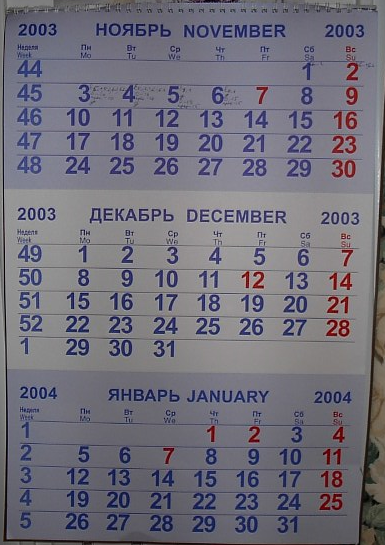 2003 НОЯБРЬ NOVEMBER 2003
Неделя Пн Вт Ср Чт Пт Сб Вс
Week Mo Tu We Th Fr Sa Su
44 1 2
45 3 4 5 6 7 8 9
46 10 11 12 13 14 15 16
47 17 18 19 20 21 22 23
48 24 25 26 27 28 29 30
2003 ДЕКАБРЬ DECEMBER 2003
Неделя Пн Вт Ср Чт Пт Сб Вс
Week Mo Tu We Th Fr Sa Su
49 1 2 3 4 5 6 7
50 8 9 10 11 12 13 14
51 15 16 17 18 19 20 21
52 22 23 24 25 26 27 28
1 29 30 31
2004 ЯНВАРЬ JANUARY 2004
Неделя Пн Вт Ср Чт Пт Сб Вс
Week Mo Tu We Th Fr Sa Su
1 1 2 3 4
2 5 6 7 8 9 10 11
3 12 13 14 15 16 17 18
4 19 20 21 22 23 24 25
5 26 27 28 29 30 31